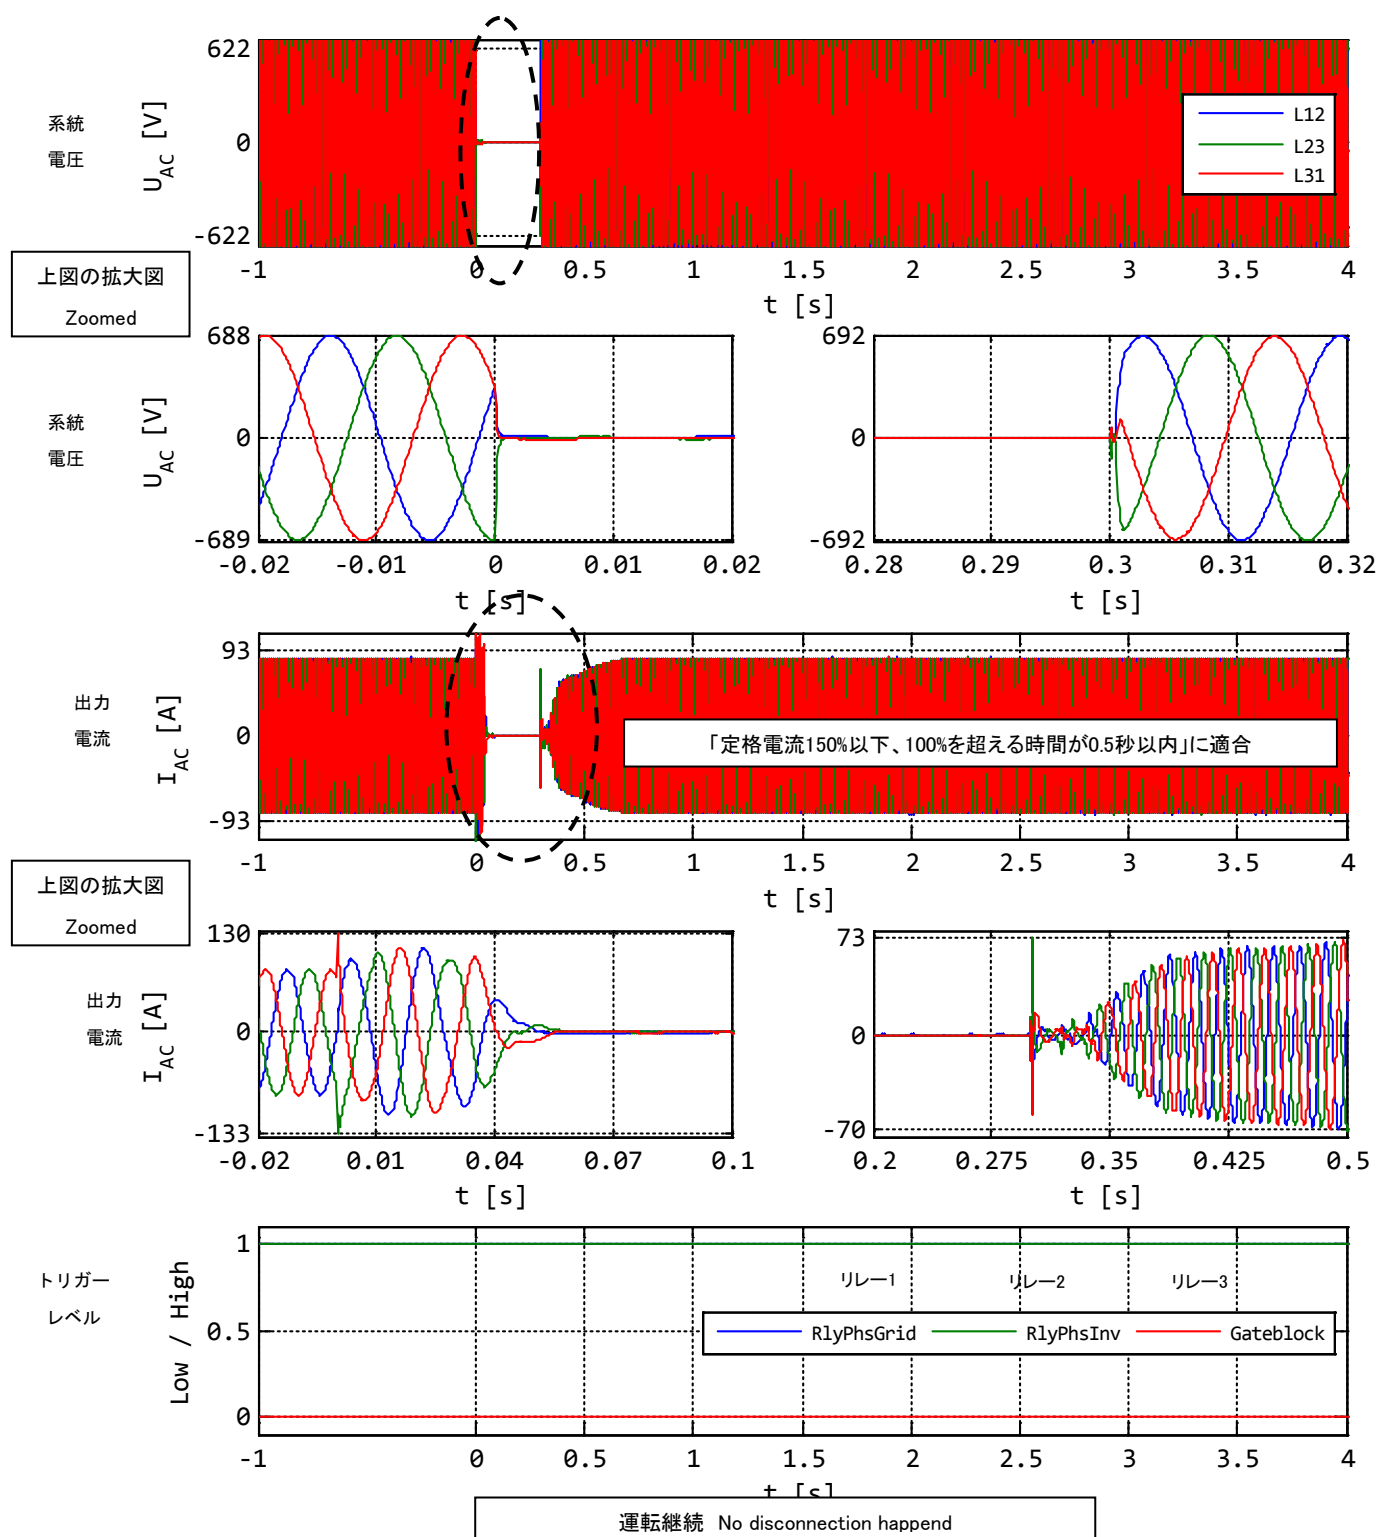 622
0
-622
系統
電圧
U_AC [V]
L12
L23
L31
-1 0 0.5 1 1.5 2 2.5 3 3.5 4
t [s]
上図の拡大図
Zoomed
系統
電圧
U_AC [V]
688
0
-689
-0.02 -0.01 0 0.01 0.02
t [s]
692
0
-692
0.28 0.29 0.3 0.31 0.32
t [s]
出力
電流
I_AC [A]
93
0
-93
「定格電流150%以下、100%を超える時間が0.5秒以内」に適合
-1 0 0.5 1 1.5 2 2.5 3 3.5 4
t [s]
上図の拡大図
Zoomed
出力
電流
I_AC [A]
130
0
-133
-0.02 0.01 0.04 0.07 0.1
t [s]
73
0
-70
0.2 0.275 0.35 0.425 0.5
t [s]
トリガー
レベル
Low / High
1
0.5
0
リレー1 リレー2 リレー3
RlyPhsGrid RlyPhsInv Gateblock
-1 0 0.5 1 1.5 2 2.5 3 3.5 4
t [s]
運転継続 No disconnection happend